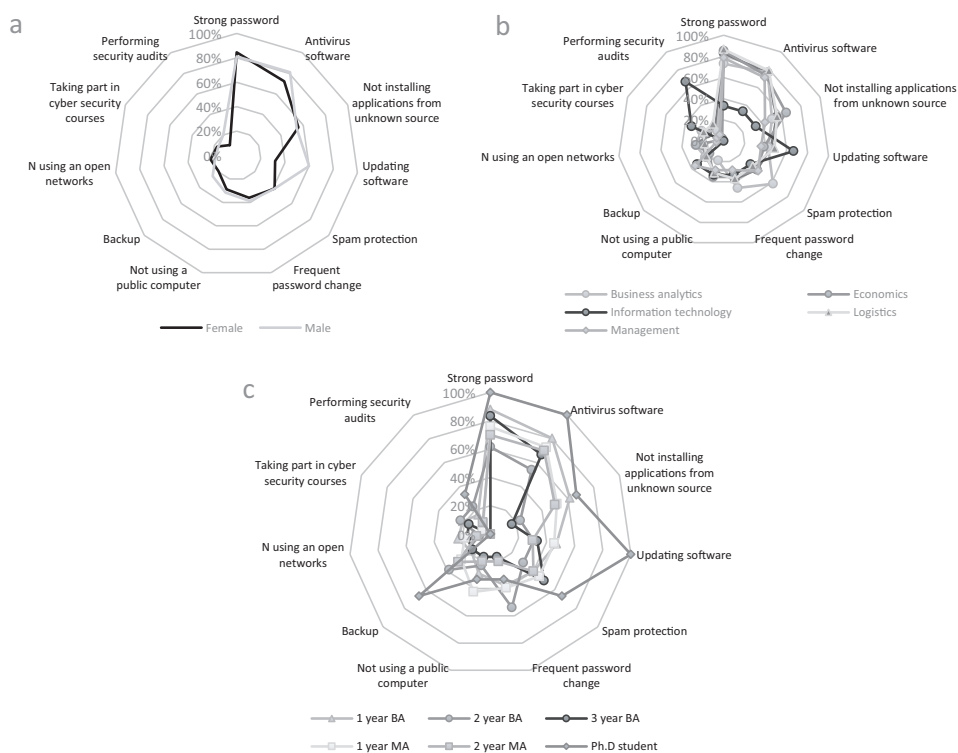 a
Strong password
100%
80%
60%
40%
20%
0%
Antivirus
software
Not installing
applications from
unknown source
Updating
software
Spam protection
Frequent
password change
Not using a
public computer
Backup
N using an open
networks
Taking part in
cyber security
courses
Performing
security audits
Female
Male
b
Strong password
100%
80%
60%
40%
20%
0%
Antivirus software
Not installing applications
from unknown source
Updating software
Spam protection
Frequent password
change
Not using a public
computer
Backup
N using an open networks
Taking part in cyber
security courses
Performing security
audits
Business analytics
Economics
Information technology
Logistics
Management
c
Strong password
100%
80%
60%
40%
20%
0%
Antivirus software
Not installing
applications from
unknown source
Updating software
Spam protection
Frequent password
change
Not using a public
computer
Backup
N using an open
networks
Taking part in cyber
security courses
Performing security
audits
1 year BA
2 year BA
3 year BA
1 year MA
2 year MA
Ph.D student